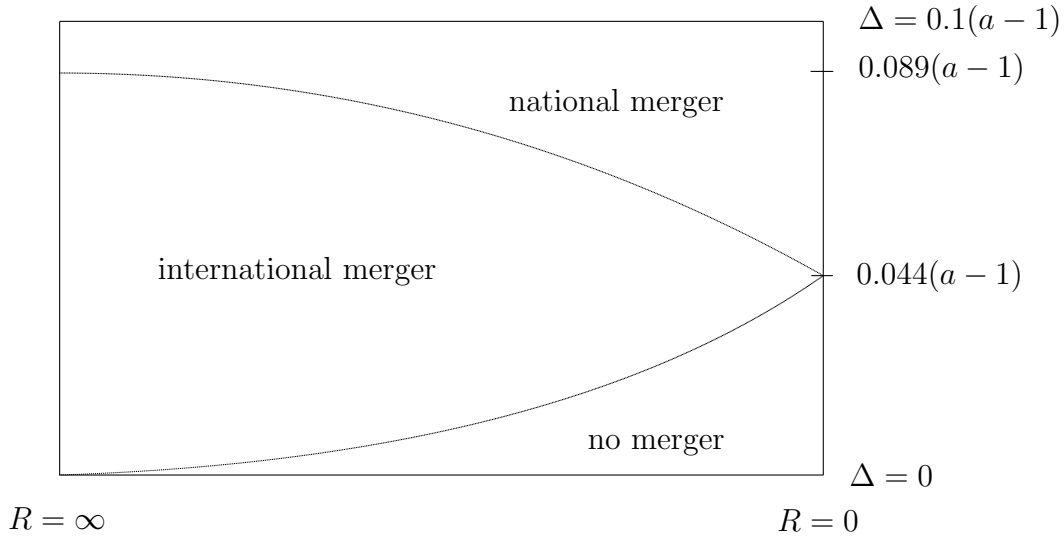 Δ = 0.1(a − 1)
0.089(a − 1)
national merger
international merger
0.044(a − 1)
no merger
Δ = 0
R = ∞
R = 0